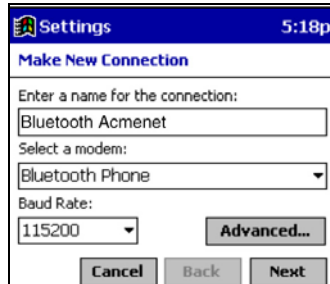 Settings 5:18p
Make New Connection
Enter a name for the connection:
Bluetooth Acmenet
Select a modem:
Bluetooth Phone
Baud Rate:
115200 Advanced...
Cancel Back Next